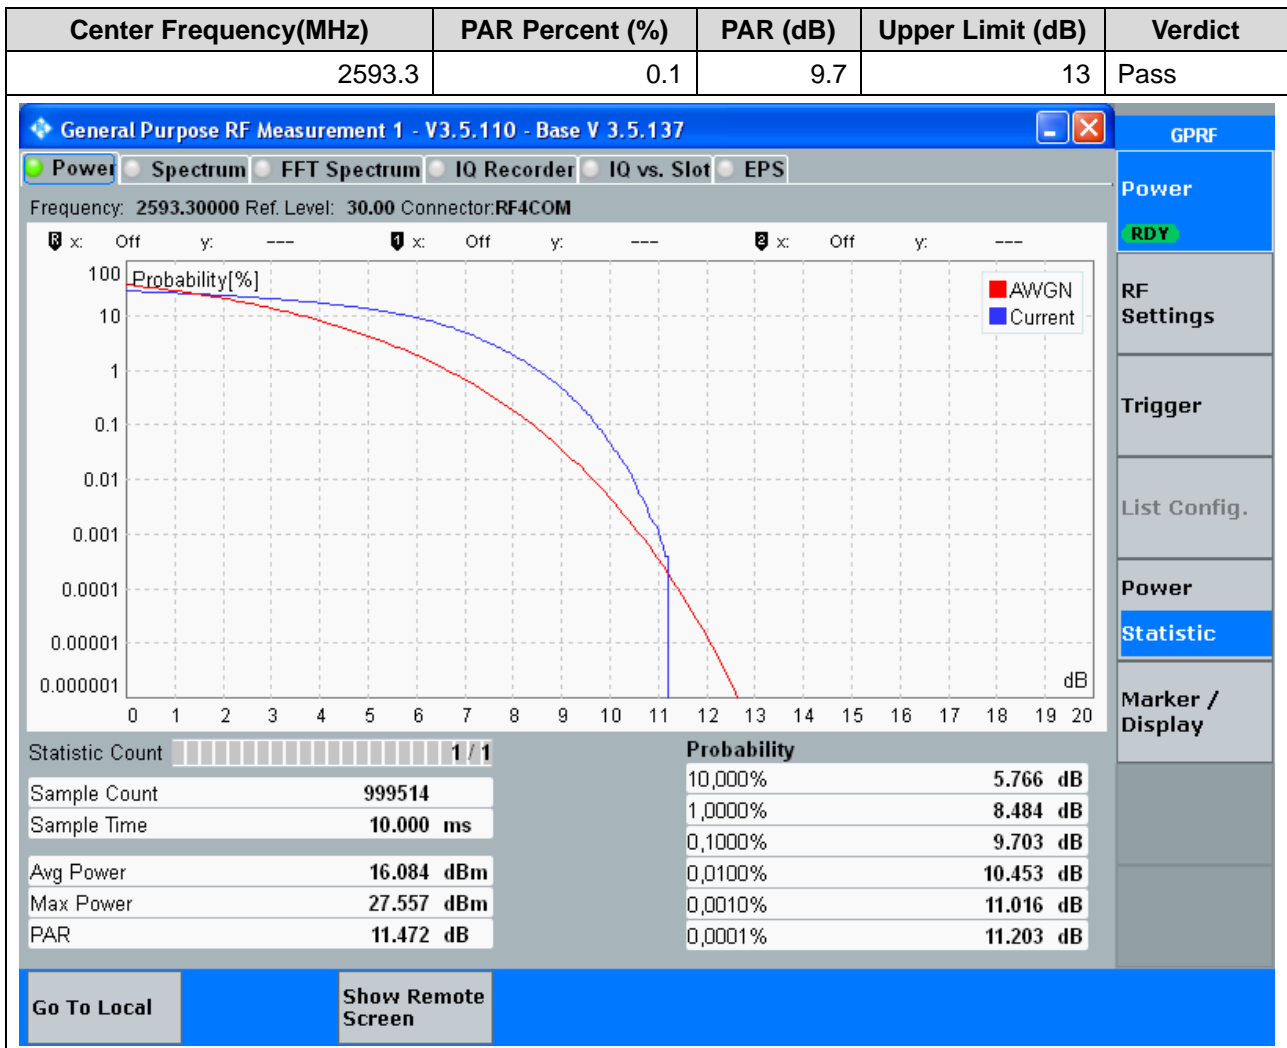 Center Frequency(MHz) PAR Percent (%) PAR (dB) Upper Limit (dB) Verdict
2593.3 0.1 9.7 13 Pass
General Purpose RF Measurement 1 - V3.5.110 - Base V 3.5.137
GPRF
Power Spectrum FFT Spectrum IQ Recorder IQ vs. Slot EPS
Power
RDY
Frequency: 2593.30000 Ref. Level: 30.00 Connector:RF4COM
R x: Off y: --- 1 x: Off y: --- 2 x: Off y: ---
Probability[%]
AWGN
Current
100
10
1
0.1
0.01
0.001
0.0001
0.00001
0.000001
dB
0 1 2 3 4 5 6 7 8 9 10 11 12 13 14 15 16 17 18 19 20
RF
Settings
Trigger
List Config.
Power
Statistic
Marker /
Display
Statistic Count 1 / 1
Sample Count 999514
Sample Time 10.000 ms
Avg Power 16.084 dBm
Max Power 27.557 dBm
PAR 11.472 dB
Probability
10,000% 5.766 dB
1,0000% 8.484 dB
0,1000% 9.703 dB
0,0100% 10.453 dB
0,0010% 11.016 dB
0,0001% 11.203 dB
Go To Local
Show Remote
Screen